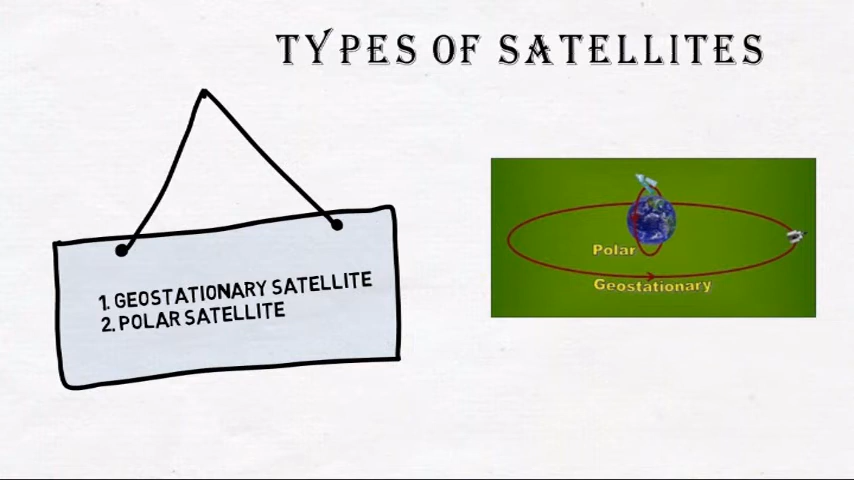 TYPES OF SATELLITES
1. GEOSTATIONARY SATELLITE
2. POLAR SATELLITE
Polar
Geostationary